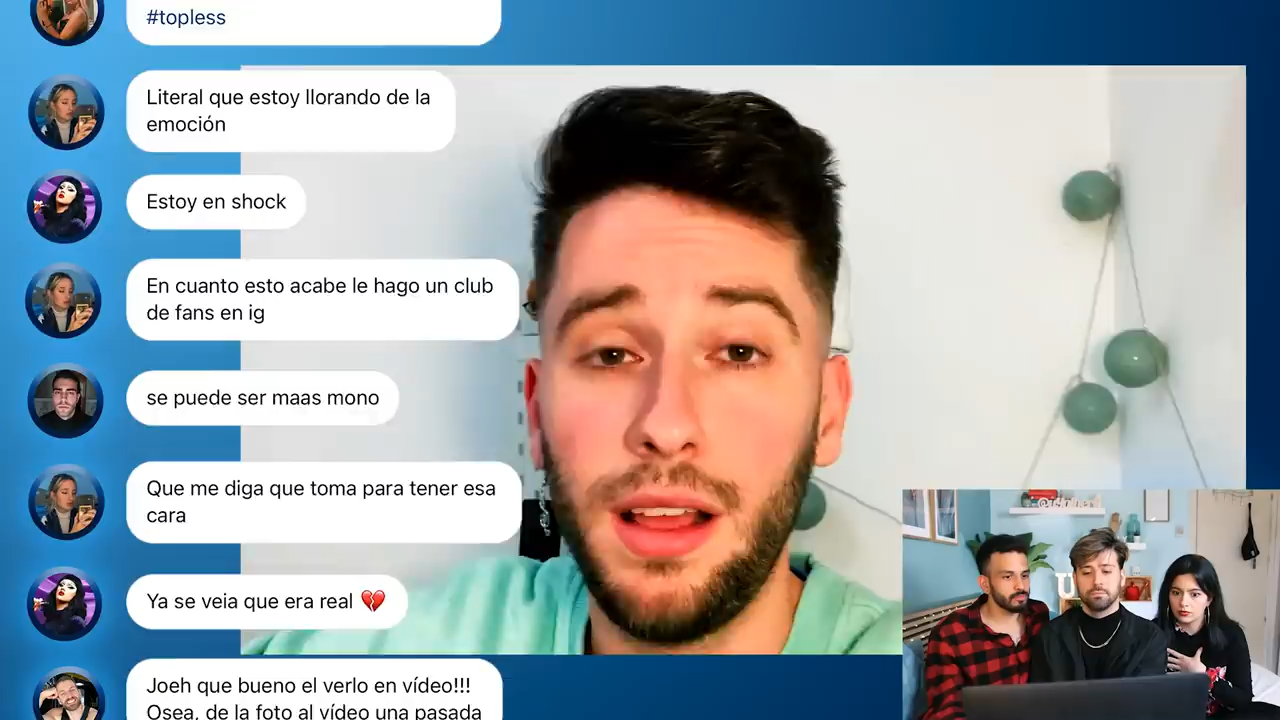 #topless
Literal que estoy llorando de la
emoción
Estoy en shock
En cuanto esto acabe le hago un club
de fans en ig
se puede ser maas mono
Que me diga que toma para tener esa
cara
Ya se veia que era real 💔
Joeh que bueno el verlo en vídeo!!!
Osea, de la foto al vídeo una pasada